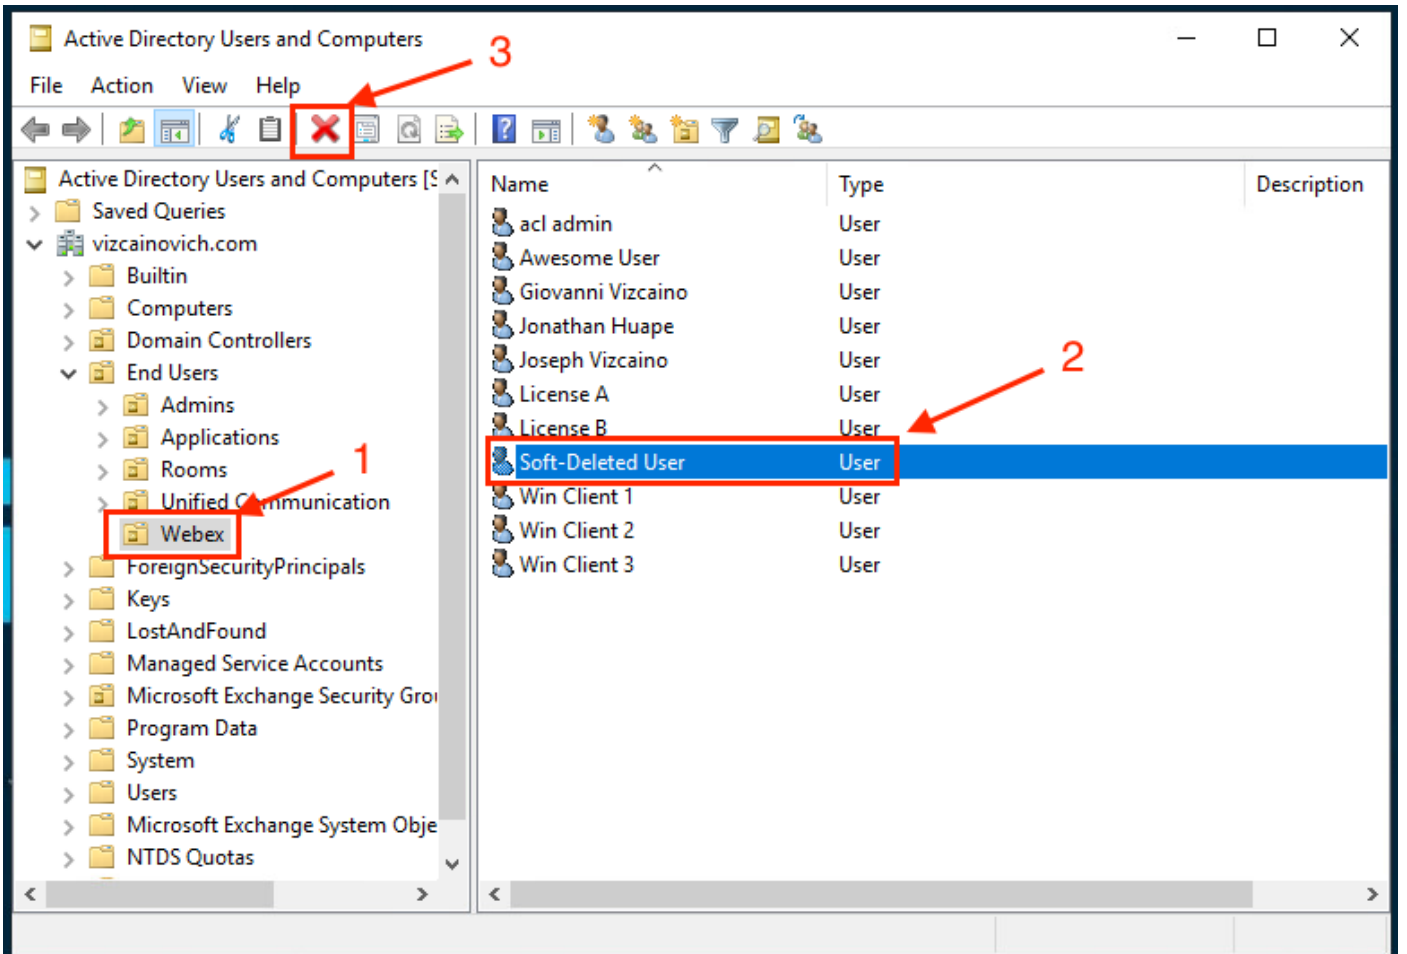 Active Directory Users and Computers
3
File Action View Help
Active Directory Users and Computers [S
Saved Queries
vizcainovich.com
Builtin
Computers
Domain Controllers
End Users
Admins
Applications
Rooms
1
Unified Communication
Webex
ForeignSecurityPrincipals
Keys
LostAndFound
Managed Service Accounts
Microsoft Exchange Security Grou
Program Data
System
Users
Microsoft Exchange System Obje
NTDS Quotas
Name Type Description
acl admin User
Awesome User User
Giovanni Vizcaino User
Jonathan Huape User
Joseph Vizcaino User
2
License A User
License B User
Soft-Deleted User User
Win Client 1 User
Win Client 2 User
Win Client 3 User